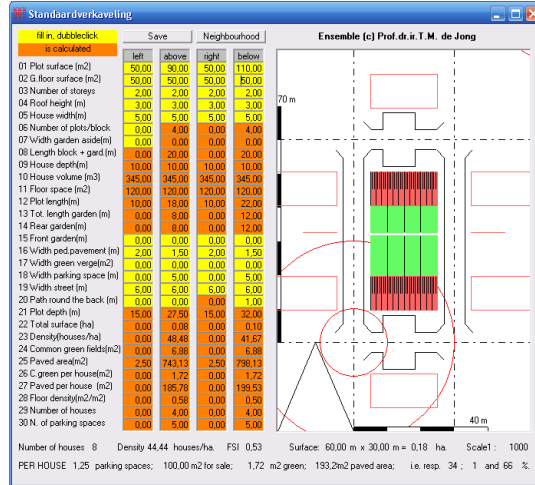 Standaardverkaveling
fill in, dubbleclick Save Neighbourhood Ensemble (c) Prof.dr.ir.T.M. de Jong
is calculated
left above right below
01 Plot surface (m2) 50,00 90,00 50,00 110,00
02 G.floor surface (m2) 50,00 50,00 50,00 50,00
03 Number of storeys 2,00 2,00 2,00 2,00
04 Roof height (m) 3,00 3,00 3,00 3,00
05 House width(m) 5,00 5,00 5,00 5,00
06 Number of plots/block 0,00 4,00 0,00 4,00
07 Width garden aside(m) 0,00 0,00 0,00 0,00
08 Length block + gard.(m) 0,00 20,00 0,00 20,00
09 House depth(m) 10,00 10,00 10,00 10,00
10 House volume (m3) 345,00 345,00 345,00 345,00
11 Floor space (m2) 120,00 120,00 120,00 120,00
12 Plot length(m) 10,00 18,00 10,00 22,00
13 Tot. length garden (m) 0,00 8,00 0,00 12,00
14 Rear garden(m) 0,00 8,00 0,00 12,00
15 Front garden(m) 0,00 0,00 0,00 0,00
16 Width ped.pavement (m) 2,00 1,50 2,00 1,50
17 Width green verge(m2) 0,00 0,00 0,00 0,00
18 Width parking space (m) 0,00 5,00 0,00 5,00
19 Width street (m) 6,00 6,00 6,00 6,00
20 Path round the back (m) 0,00 0,00 0,00 1,00
21 Plot depth(m) 15,00 27,50 15,00 32,00
22 Total surface (ha) 0,08 0,10
23 Density(houses/ha) 0,00 48,48 0,00 41,67
24 Common green fields(m2) 0,00 6,88 0,00 6,88
25 Paved area(m2) 2,50 743,13 2,50 798,13
26 C.green per house(m2) 0,00 1,72 0,00 1,72
27 Paved per house (m2) 0,00 185,78 0,00 199,53
28 Floor density(m2/m2) 0,00 0,58 0,00 0,50
29 Number of houses 0,00 4,00 0,00 4,00
30 N. of parking spaces 0,00 5,00 0,00 5,00
70 m
40 m
Number of houses 8 Density 44,44 houses/ha. FSI 0,53 Surface: 60,00 m x 30,00 m = 0,18 ha. Scale1 : 1000
PER HOUSE 1,25 parking spaces; 100,00 m2 for sale; 1,72 m2 green; 193,2m2 paved area; i.e. resp. 34 ; 1 and 66 %.